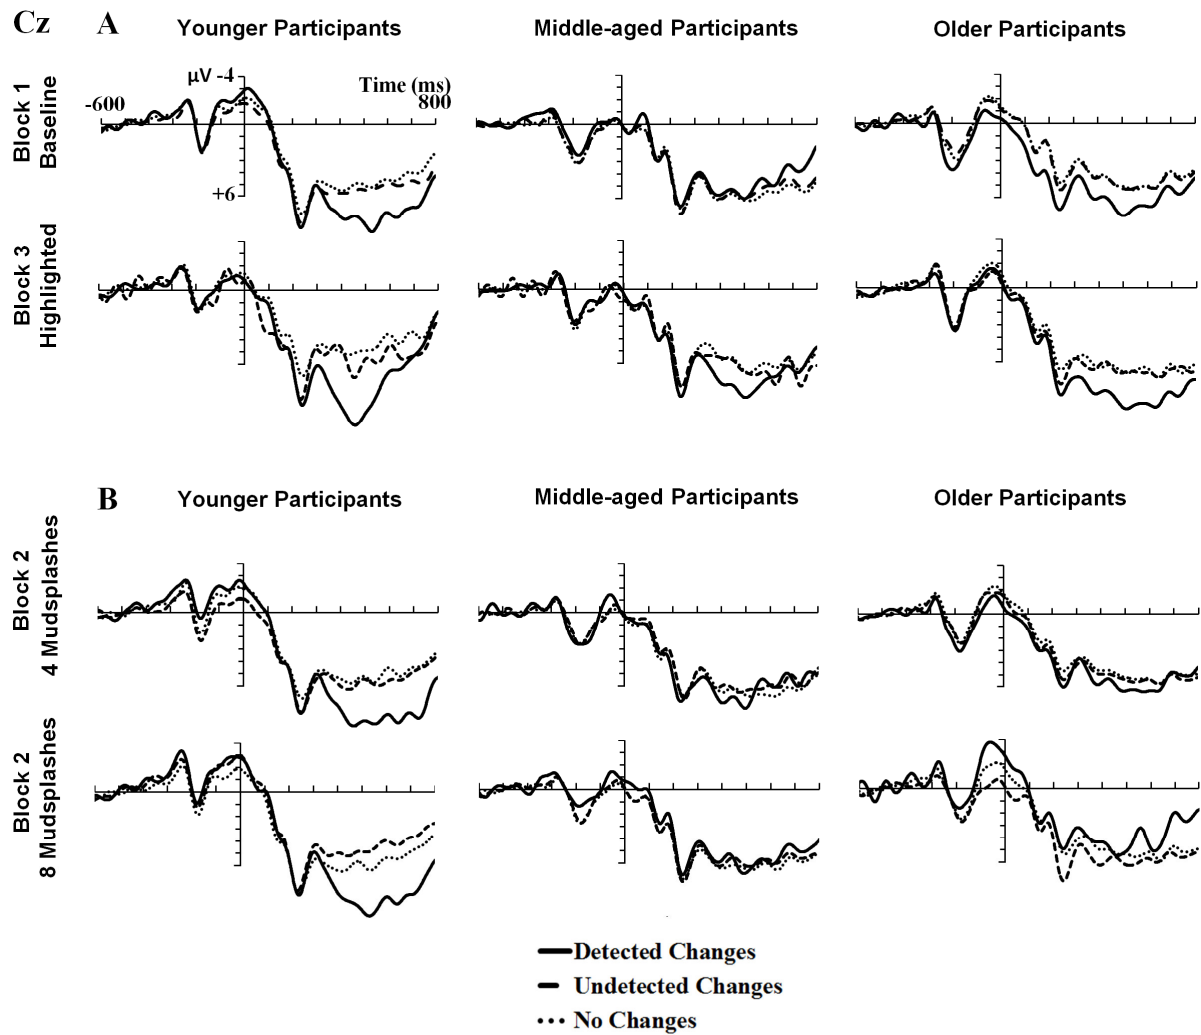 Cz A
Younger Participants Middle-aged Participants Older Participants
Block 1
Baseline
µV -4
Time (ms)
-600 800
+6
Block 3
Highlighted
B
Younger Participants Middle-aged Participants Older Participants
Block 2
4 Mudsplashes
Block 2
8 Mudsplashes
Detected Changes
Undetected Changes
No Changes